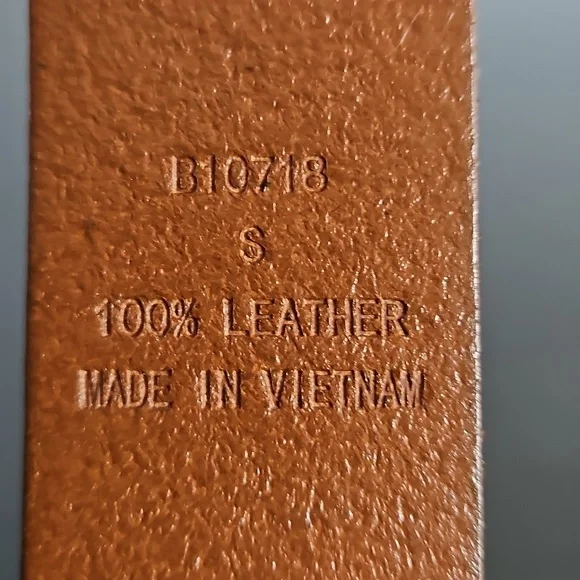 B10718
S
100% LEATHER
MADE IN VIETNAM